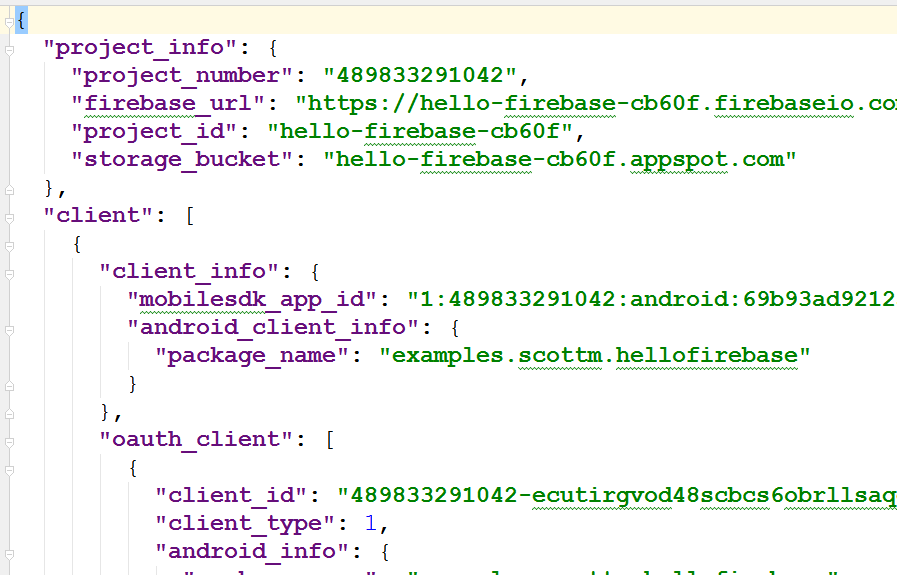 {
"project_info": {
"project_number": "489833291042",
"firebase_url": "https://hello-firebase-cb60f.firebaseio.co
"project_id": "hello-firebase-cb60f",
"storage_bucket": "hello-firebase-cb60f.appspot.com"
},
"client": [
{
"client_info": {
"mobilesdk_app_id": "1:489833291042:android:69b93ad9212
"android_client_info": {
"package_name": "examples.scottm.hellofirebase"
}
},
"oauth_client": [
{
"client_id": "489833291042-ecutirgvod48scbcs6obrllsaq
"client_type": 1,
"android_info": {